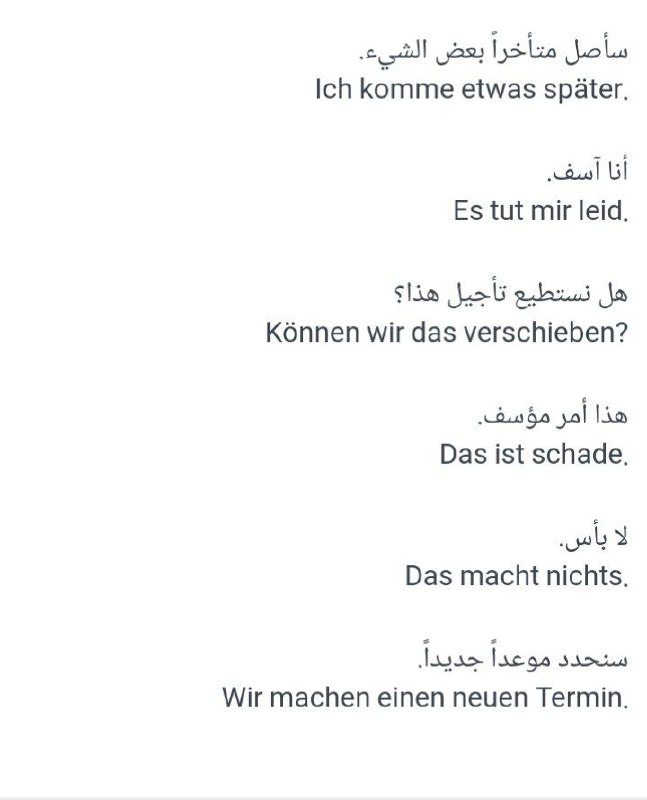 سأصل متأخراً بعض الشيء.
Ich komme etwas später.
أنا آسف.
Es tut mir leid.
هل نستطيع تأجيل هذا؟
Können wir das verschieben?
هذا أمر مؤسف.
Das ist schade.
لا بأس.
Das macht nichts.
سنحدد موعداً جديداً.
Wir machen einen neuen Termin.